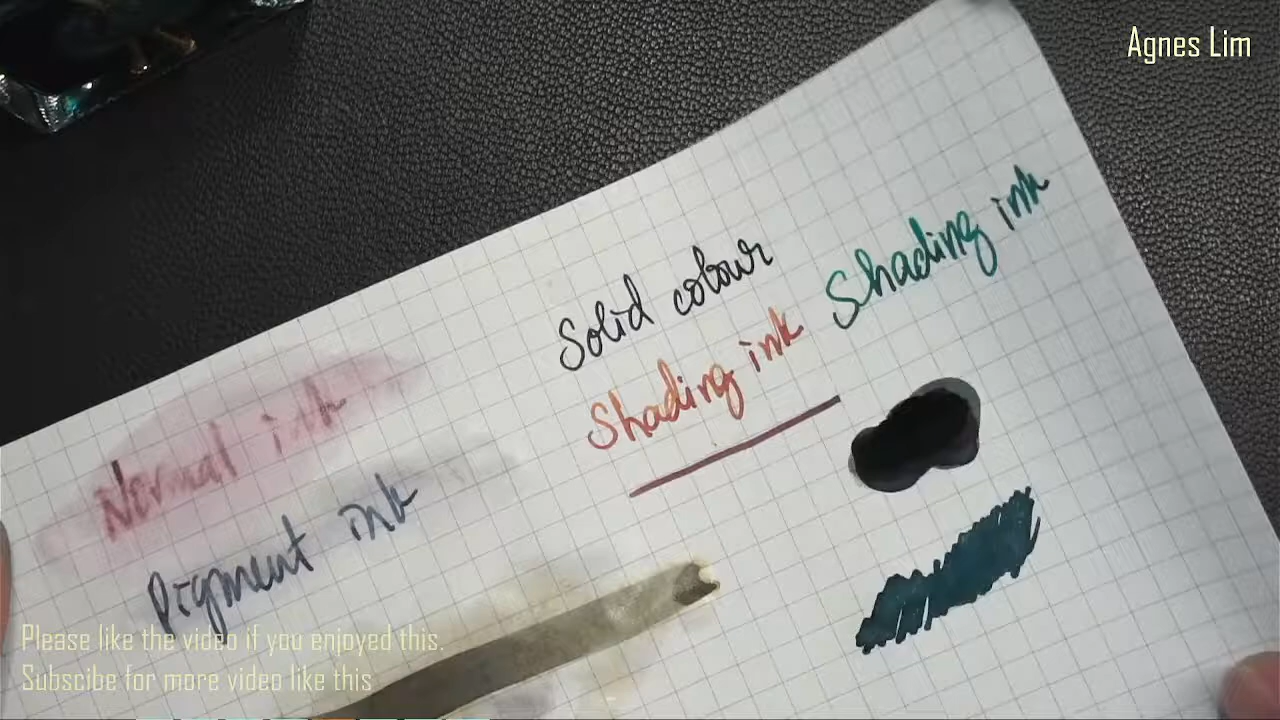 Agnes Lim
Solid colour
Shading ink
Shading ink
Normal ink
Pigment ink
Please like the video if you enjoyed this.
Subscibe for more video like this